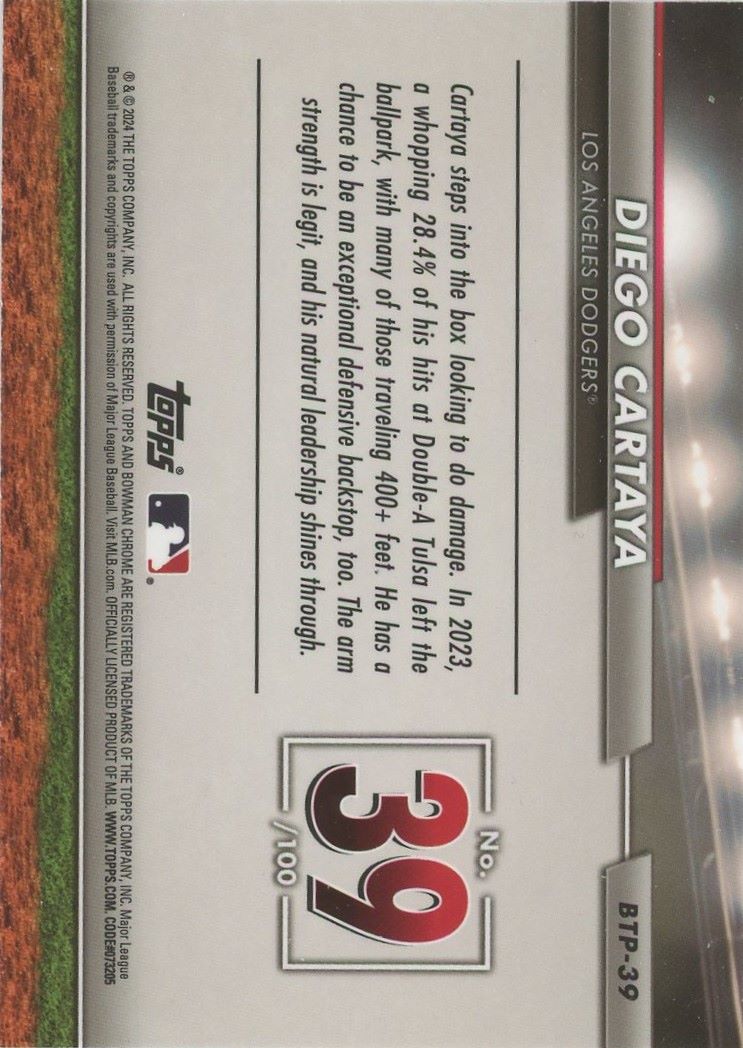 DIEGO CARTAYA
BTP-39
LOS ANGELES DODGERS®
Cartaya steps into the box looking to do damage. In 2023,
a whopping 28.4% of his hits at Double-A Tulsa left the
ballpark, with many of those traveling 400+ feet. He has a
chance to be an exceptional defensive backstop, too. The arm
strength is legit, and his natural leadership shines through.
No.
39
/100
topps®
®
® & © 2024 THE TOPPS COMPANY, INC. ALL RIGHTS RESERVED. TOPPS AND BOWMAN CHROME ARE REGISTERED TRADEMARKS OF THE TOPPS COMPANY, INC. Major League
Baseball trademarks and copyrights are used with permission of Major League Baseball. Visit MLB.com. OFFICIALLY LICENSED PRODUCT OF MLB. WWW.TOPPS.COM. CODE#073205